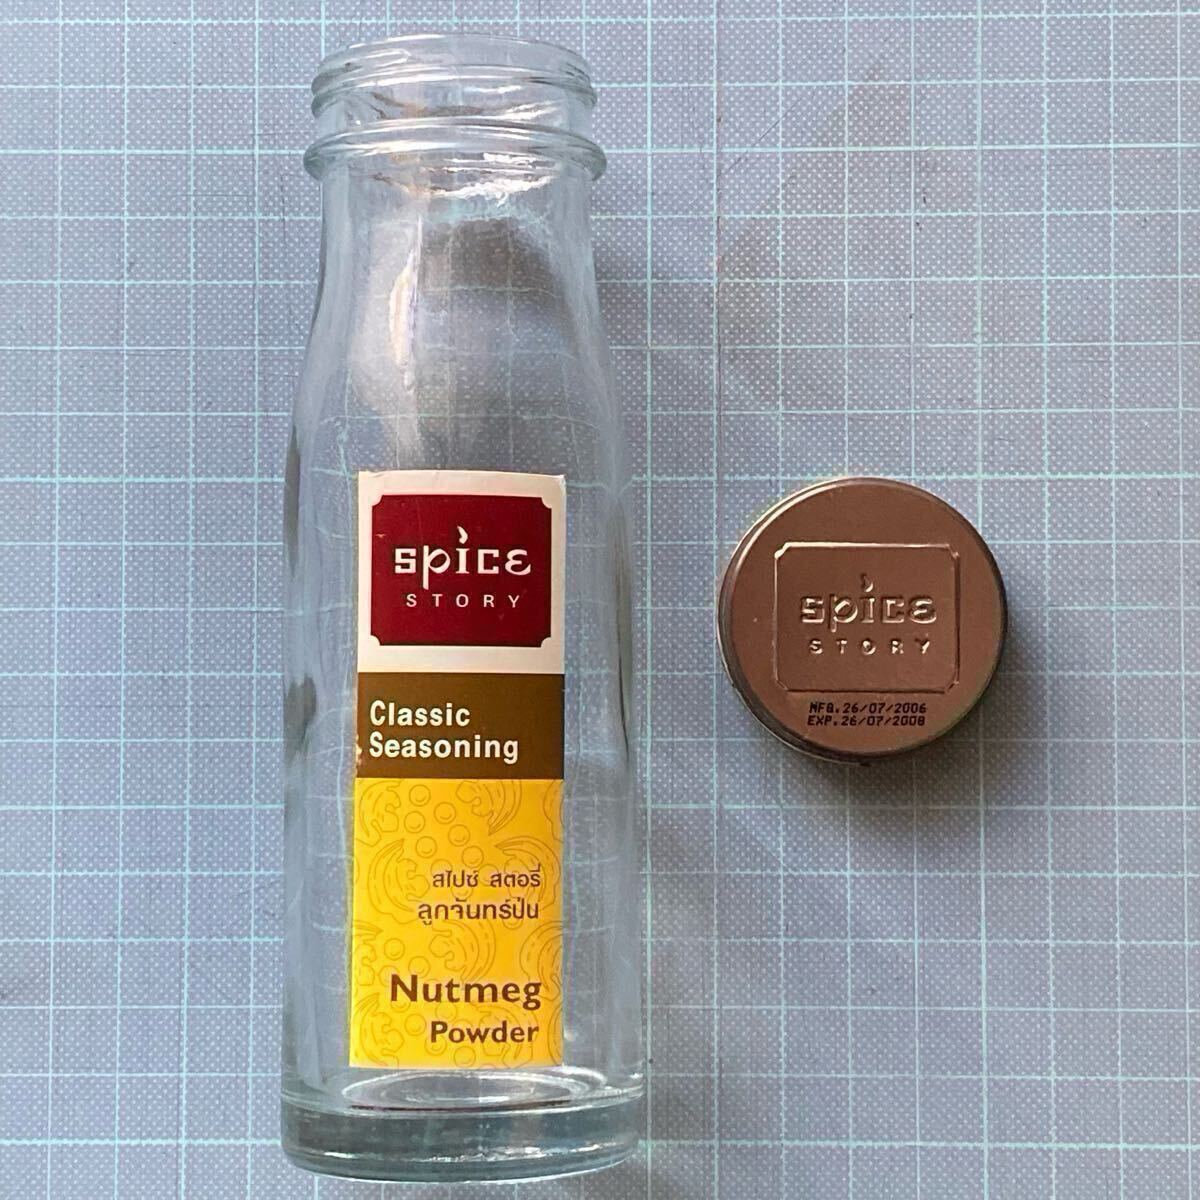 spice
STORY
Classic
Seasoning
สไปซ์ สตอรี่
ลูกจันทร์ป่น
Nutmeg
Powder
spice
STORY
MFG.26/07/2006
EXP.26/07/2008